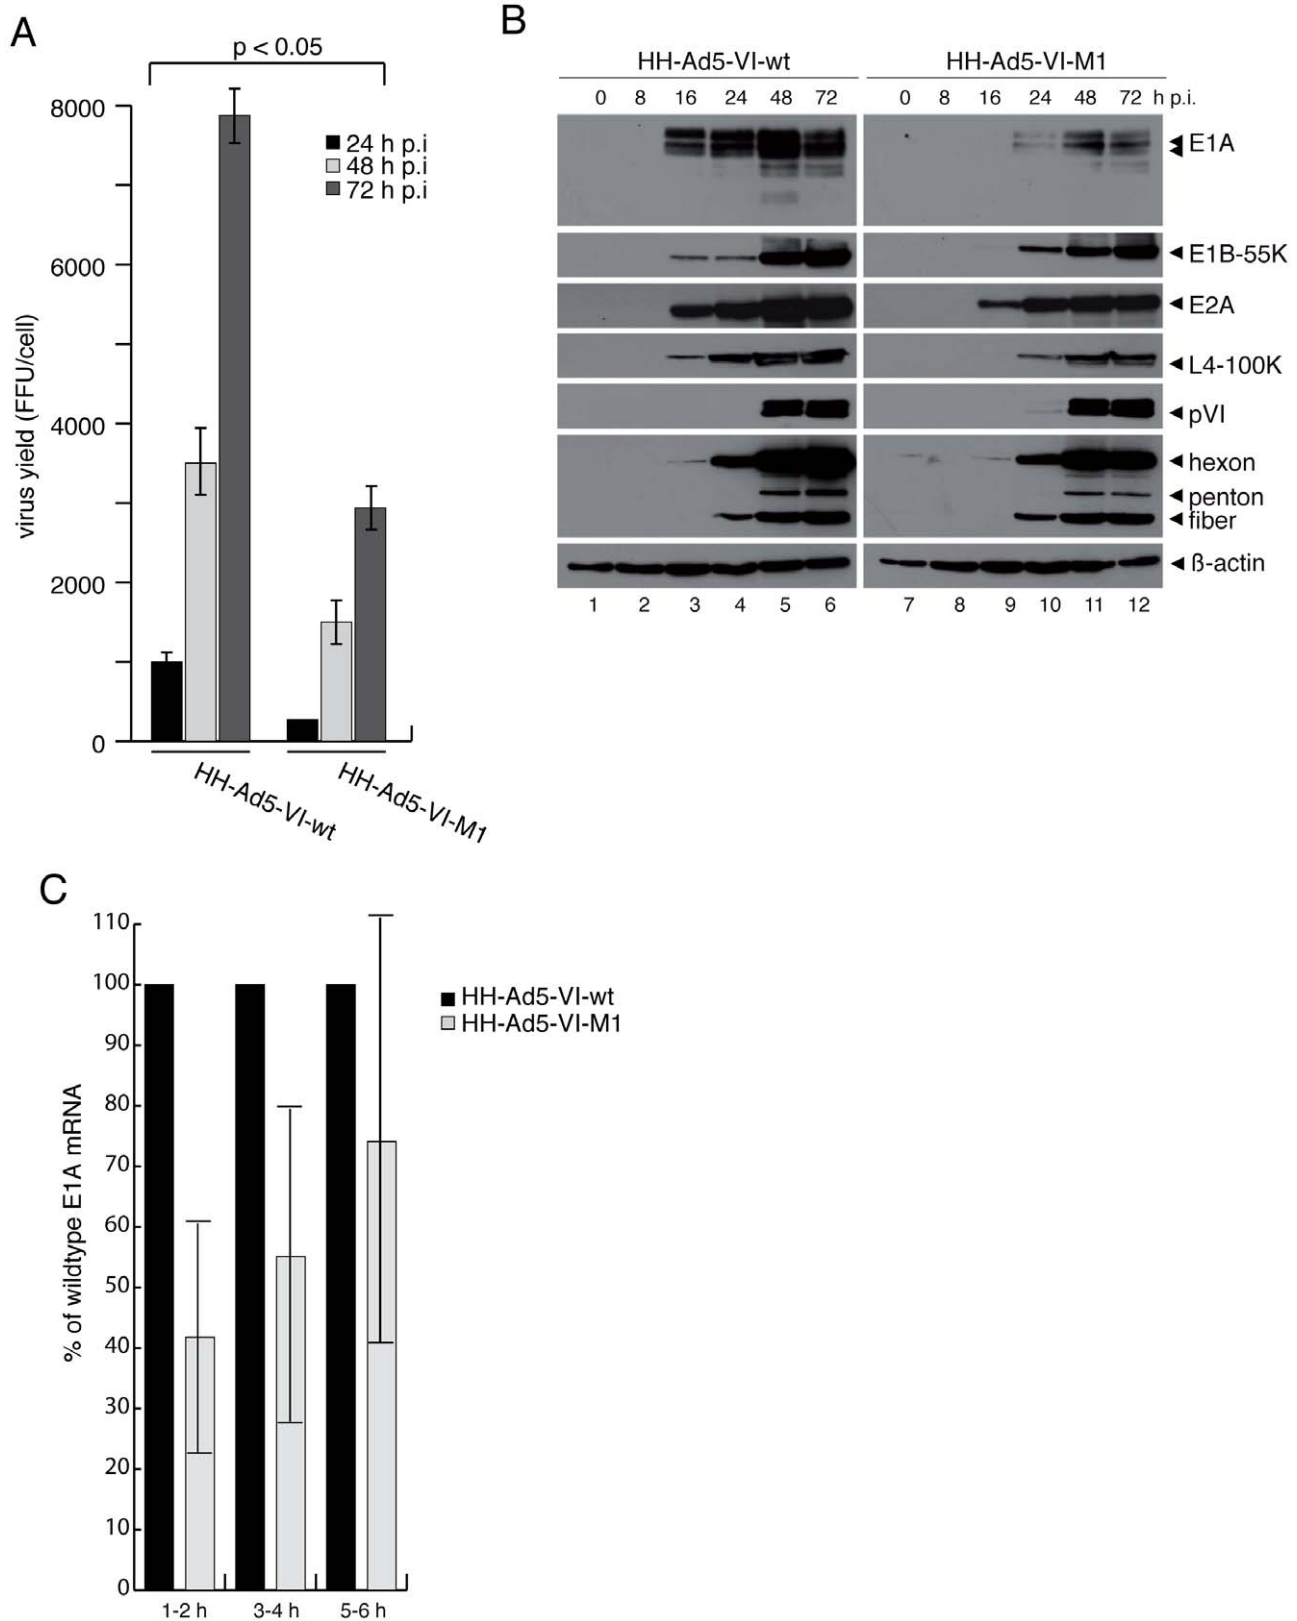 A
p < 0.05
8000
6000
4000
2000
0
virus yield (FFU/cell)
24 h p.i
48 h p.i
72 h p.i
HH-Ad5-VI-wt
HH-Ad5-VI-M1
B
HH-Ad5-VI-wt HH-Ad5-VI-M1
0 8 16 24 48 72 0 8 16 24 48 72 h p.i.
E1A
E1B-55K
E2A
L4-100K
pVI
hexon
penton
fiber
ß-actin
1 2 3 4 5 6 7 8 9 10 11 12
C
110
100
90
80
70
60
50
40
30
20
10
0
% of wildtype E1A mRNA
HH-Ad5-VI-wt
HH-Ad5-VI-M1
1-2 h 3-4 h 5-6 h